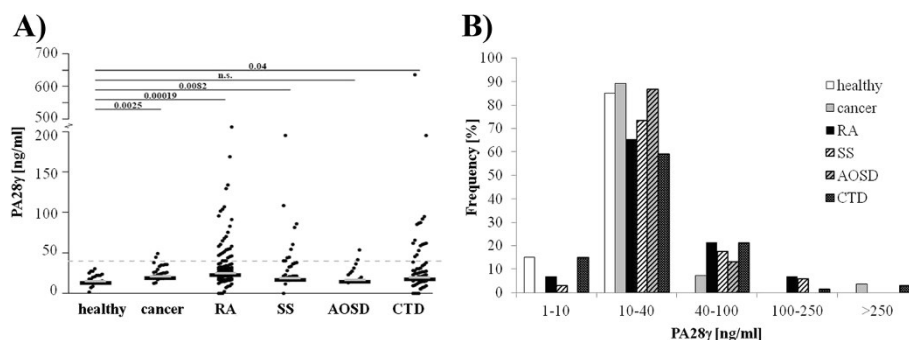 A)
700
600
500
200
150
100
50
0
PA28γ [ng/ml]
0.04
n.s.
0.0082
0.00019
0.0025
healthy cancer RA SS AOSD CTD
B)
100
90
80
70
60
50
40
30
20
10
0
Frequency [%]
healthy
cancer
RA
SS
AOSD
CTD
1-10 10-40 40-100 100-250 >250
PA28γ [ng/ml]